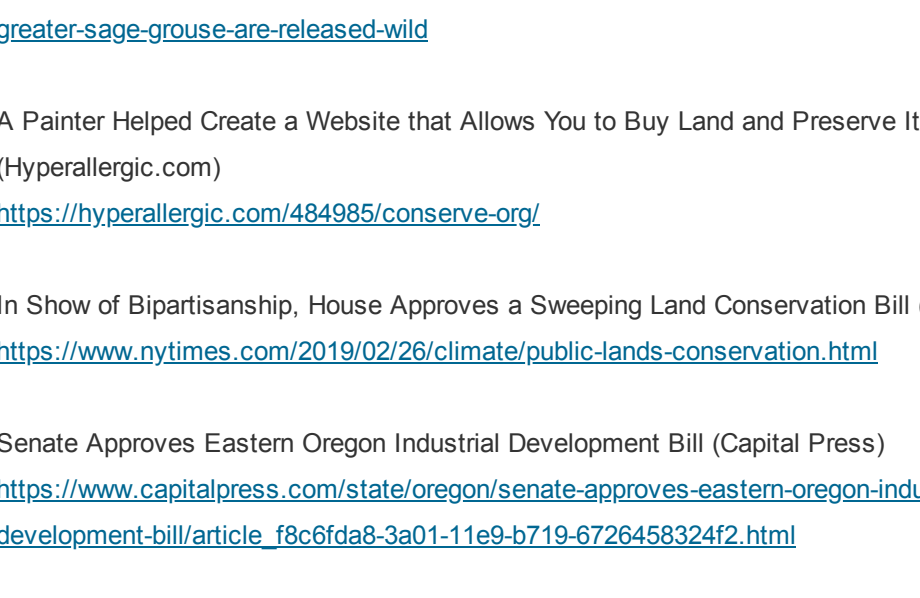 greater-sage-grouse-are-released-wild
A Painter Helped Create a Website that Allows You to Buy Land and Preserve It
(Hyperallergic.com)
https://hyperallergic.com/484985/conserve-org/
In Show of Bipartisanship, House Approves a Sweeping Land Conservation Bill (
https://www.nytimes.com/2019/02/26/climate/public-lands-conservation.html
Senate Approves Eastern Oregon Industrial Development Bill (Capital Press)
https://www.capitalpress.com/state/oregon/senate-approves-eastern-oregon-indu
development-bill/article_f8c6fda8-3a01-11e9-b719-6726458324f2.html